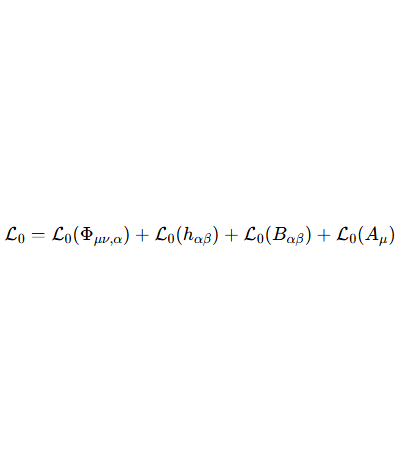 ℒ₀ = ℒ₀(Φ_{μν,α}) + ℒ₀(h_{αβ}) + ℒ₀(B_{αβ}) + ℒ₀(A_μ)